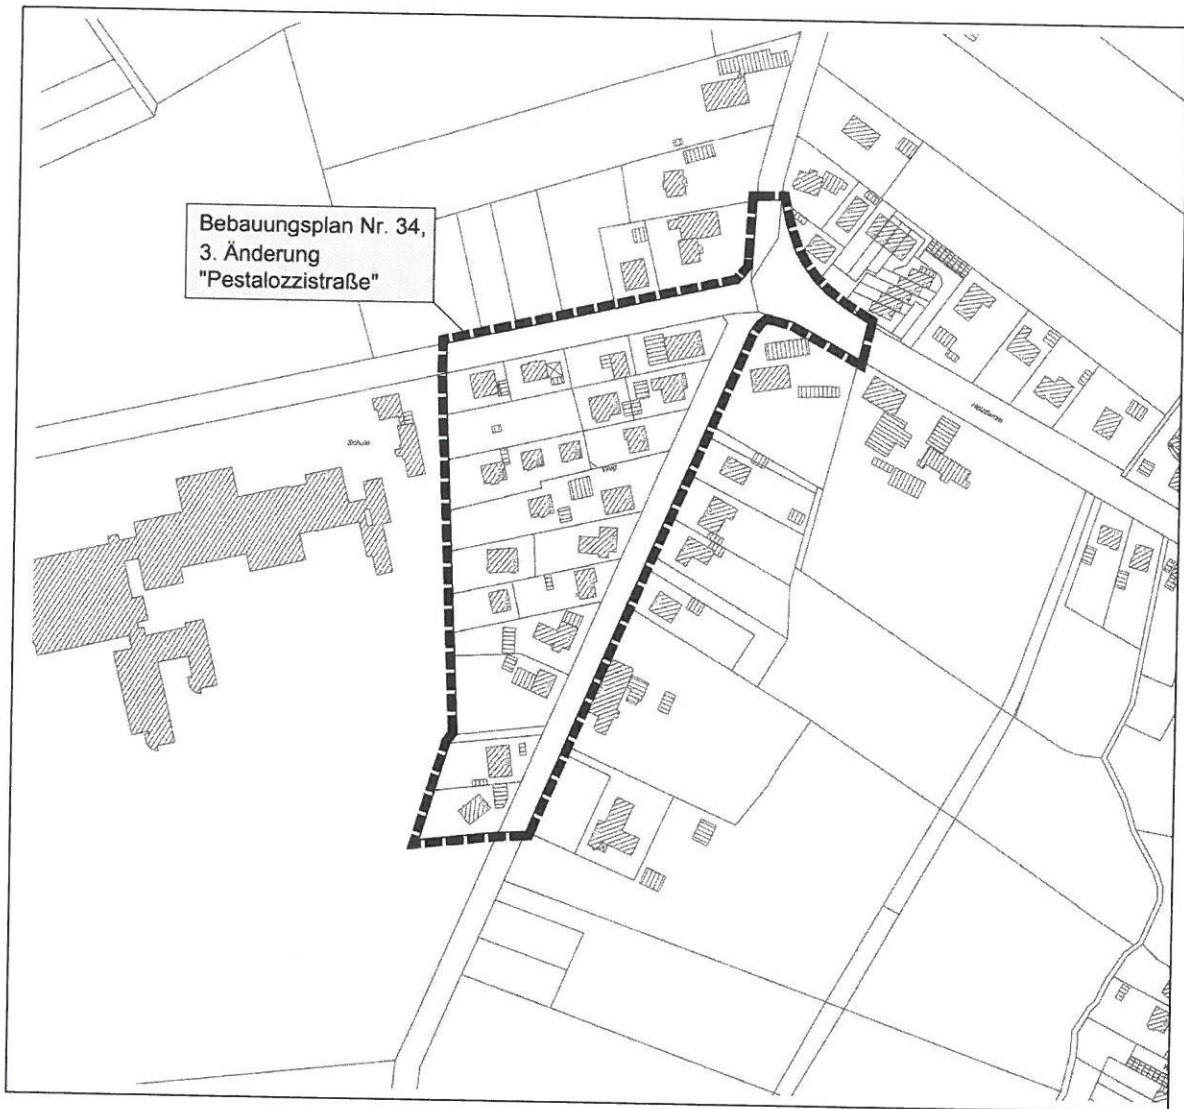 Bebauungsplan Nr. 34,
3. Änderung
"Pestalozzistraße"
Schule
Weg